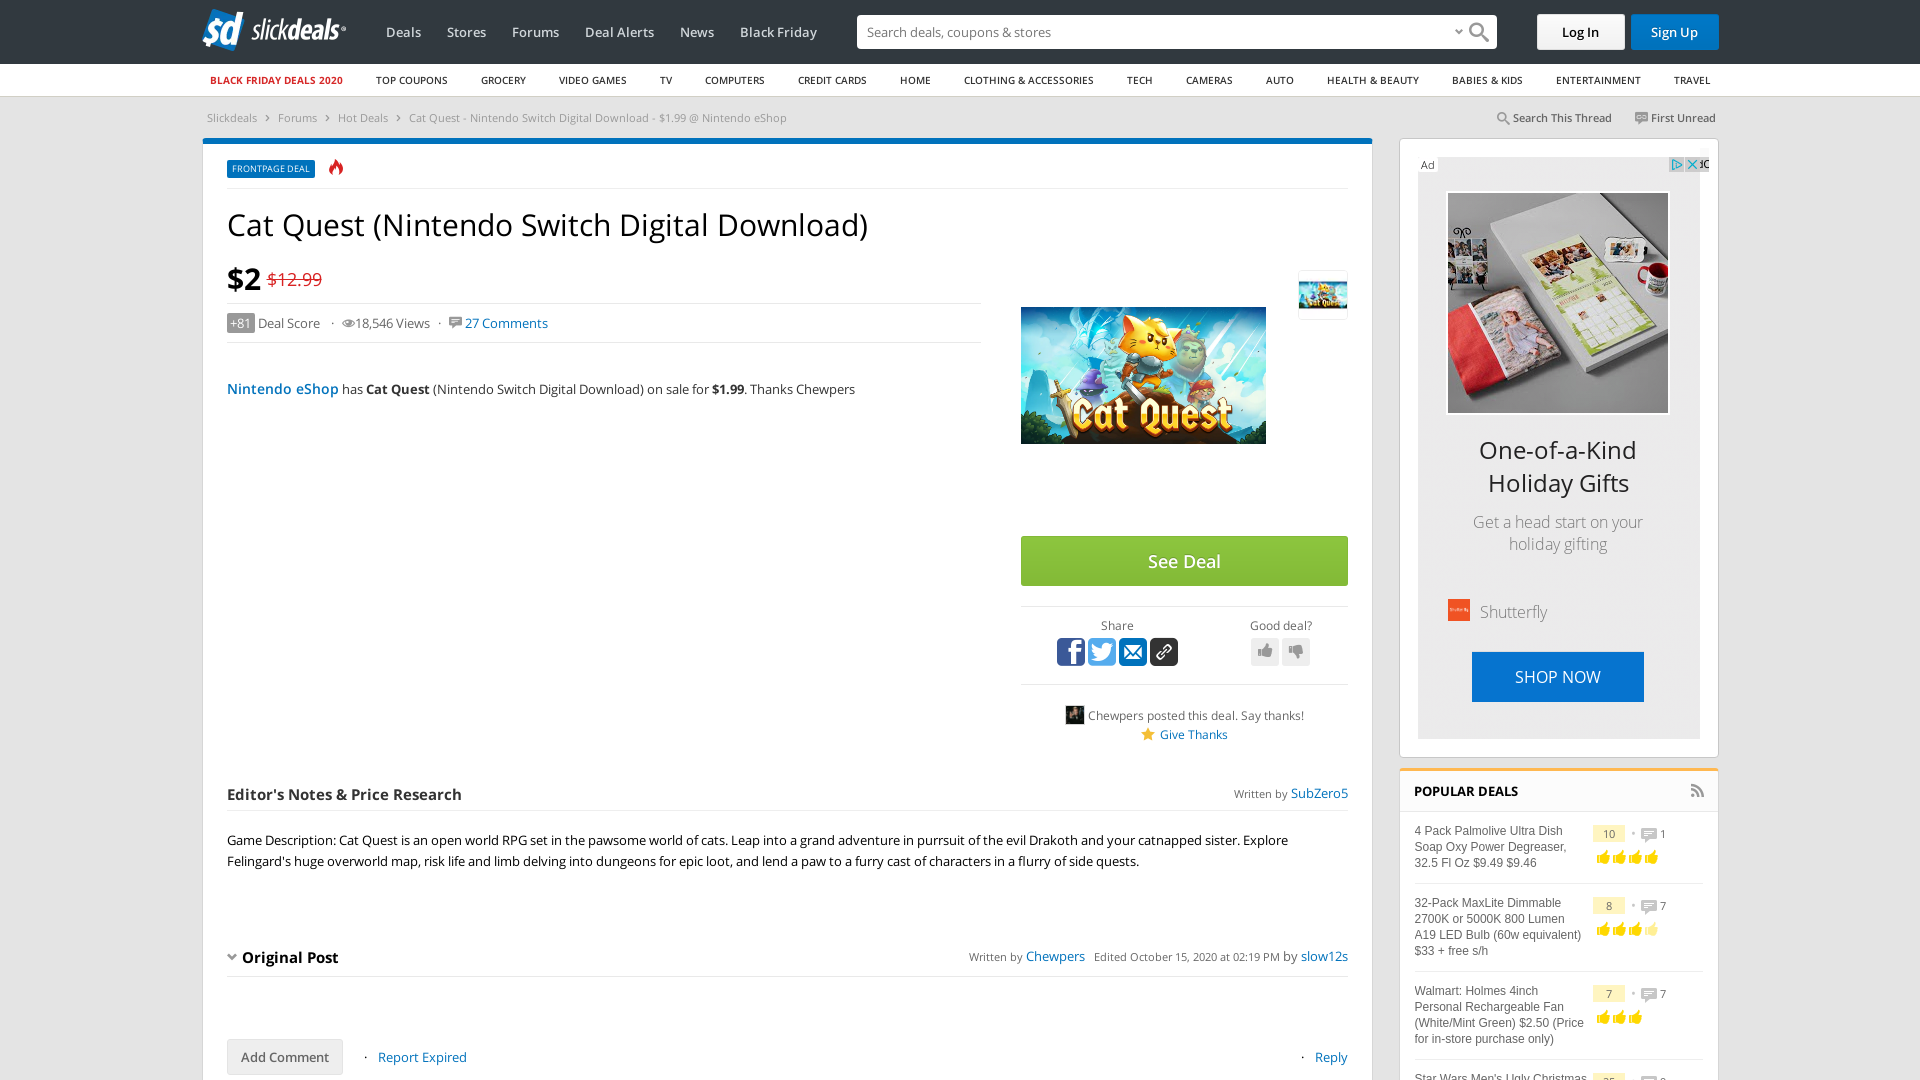 slickdeals
Deals
Stores
Forums
Deal Alerts
News
Black Friday
Search deals, coupons & stores
Log In
Sign Up
BLACK FRIDAY DEALS 2020
TOP COUPONS
GROCERY
VIDEO GAMES
TV
COMPUTERS
CREDIT CARDS
HOME
CLOTHING & ACCESSORIES
TECH
CAMERAS
AUTO
HEALTH & BEAUTY
BABIES & KIDS
ENTERTAINMENT
TRAVEL
Slickdeals › Forums › Hot Deals › Cat Quest - Nintendo Switch Digital Download - $1.99 @ Nintendo eShop
Search This Thread
First Unread
FRONTPAGE DEAL
Cat Quest (Nintendo Switch Digital Download)
$2 $12.99
+81 Deal Score · 18,546 Views · 27 Comments
Nintendo eShop has Cat Quest (Nintendo Switch Digital Download) on sale for $1.99. Thanks Chewpers
Cat Quest
See Deal
Share
Good deal?
Chewpers posted this deal. Say thanks!
Give Thanks
Editor's Notes & Price Research
Written by SubZero5
Game Description: Cat Quest is an open world RPG set in the pawsome world of cats. Leap into a grand adventure in purrsuit of the evil Drakoth and your catnapped sister. Explore
Felingard's huge overworld map, risk life and limb delving into dungeons for epic loot, and lend a paw to a furry cast of characters in a flurry of side quests.
Original Post
Written by Chewpers Edited October 15, 2020 at 02:19 PM by slow12s
Add Comment
· Report Expired
· Reply
Ad
One-of-a-Kind
Holiday Gifts
Get a head start on your
holiday gifting
Shutterfly
SHOP NOW
POPULAR DEALS
4 Pack Palmolive Ultra Dish
Soap Oxy Power Degreaser,
32.5 Fl Oz $9.49 $9.46
10 • 1
32-Pack MaxLite Dimmable
2700K or 5000K 800 Lumen
A19 LED Bulb (60w equivalent)
$33 + free s/h
8 • 7
Walmart: Holmes 4inch
Personal Rechargeable Fan
(White/Mint Green) $2.50 (Price
for in-store purchase only)
7 • 7
Star Wars Men's Ugly Christmas